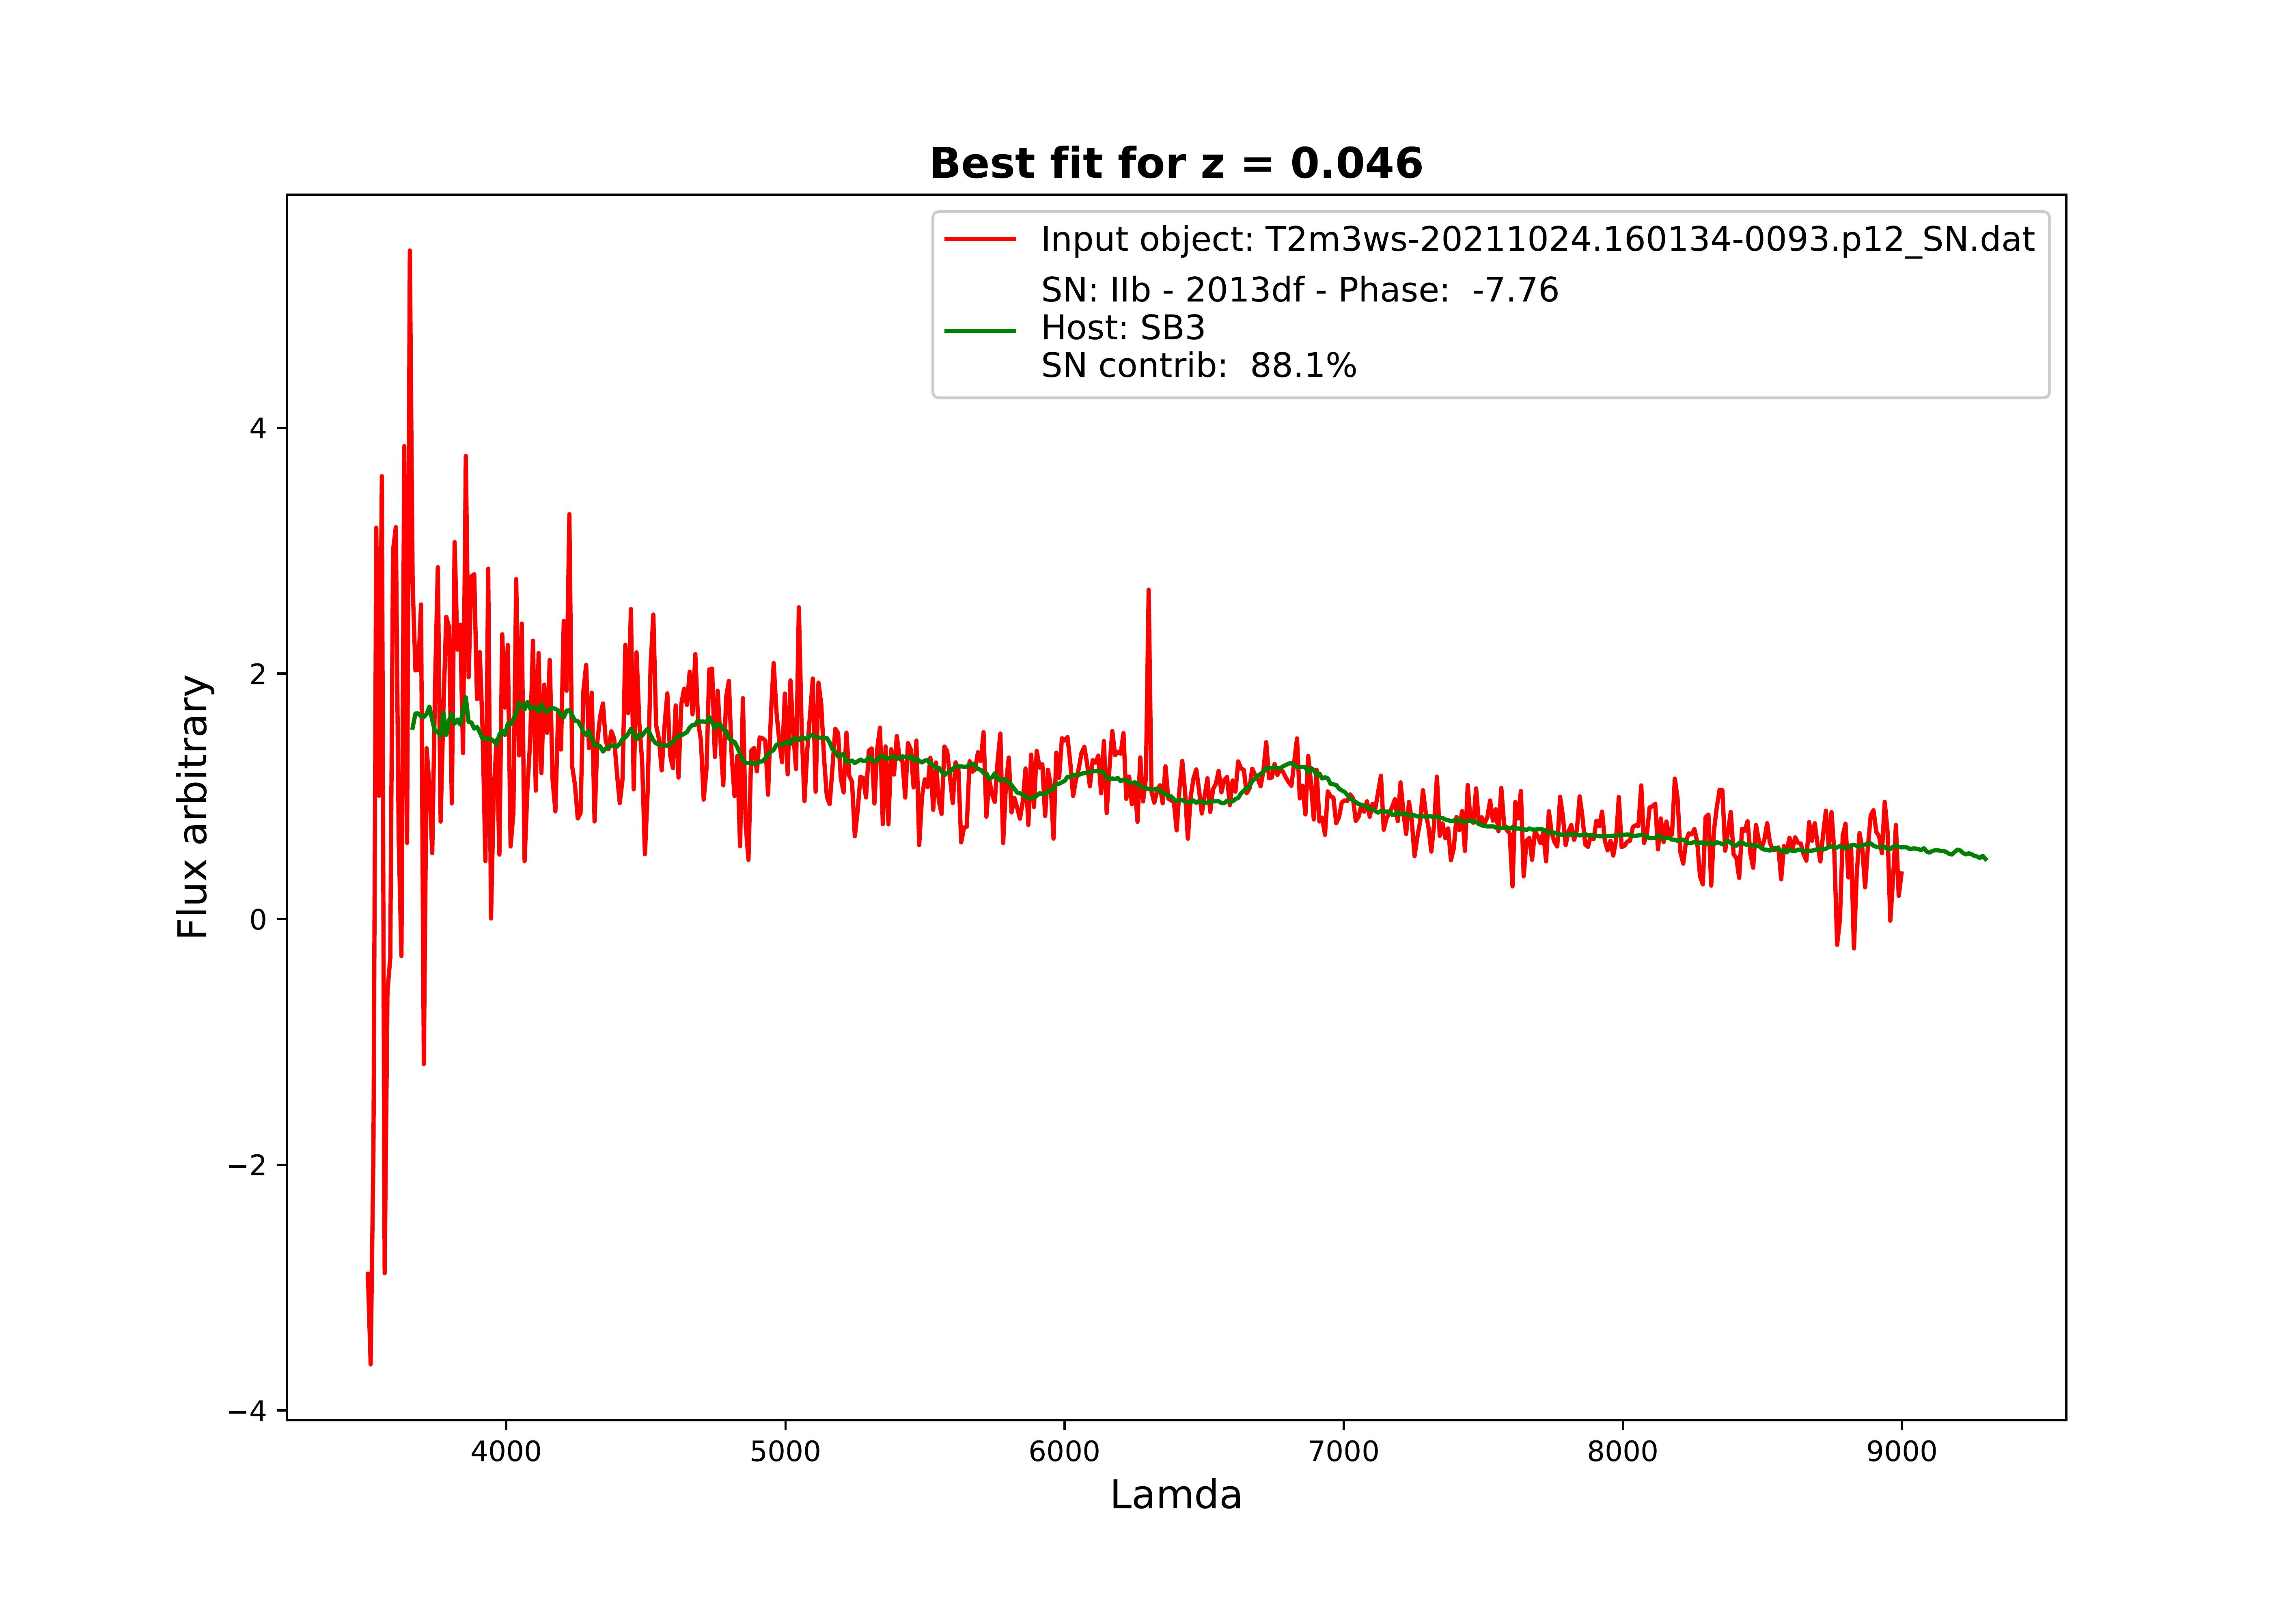 Best fit for z = 0.046
Input object: T2m3ws-20211024.160134-0093.p12_SN.dat
SN: IIb - 2013df - Phase:  -7.76
Host: SB3
SN contrib:  88.1%
Flux arbitrary
4
2
0
−2
−4
4000 5000 6000 7000 8000 9000
Lamda